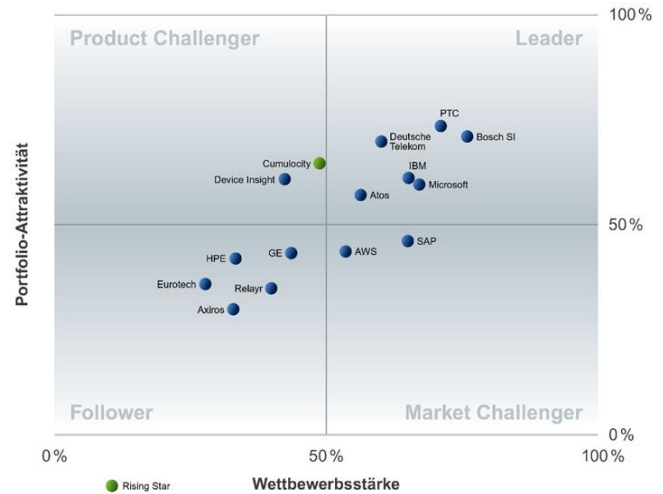 100 %
Product Challenger
Leader
PTC
Deutsche
Telekom
Bosch SI
Cumulocity
IBM
Device Insight
Microsoft
Atos
Portfolio-Attraktivität
50 %
SAP
HPE
GE
AWS
Eurotech
Relayr
Axiros
Follower
Market Challenger
0 %
0 %
50 %
100 %
Rising Star
Wettbewerbsstärke